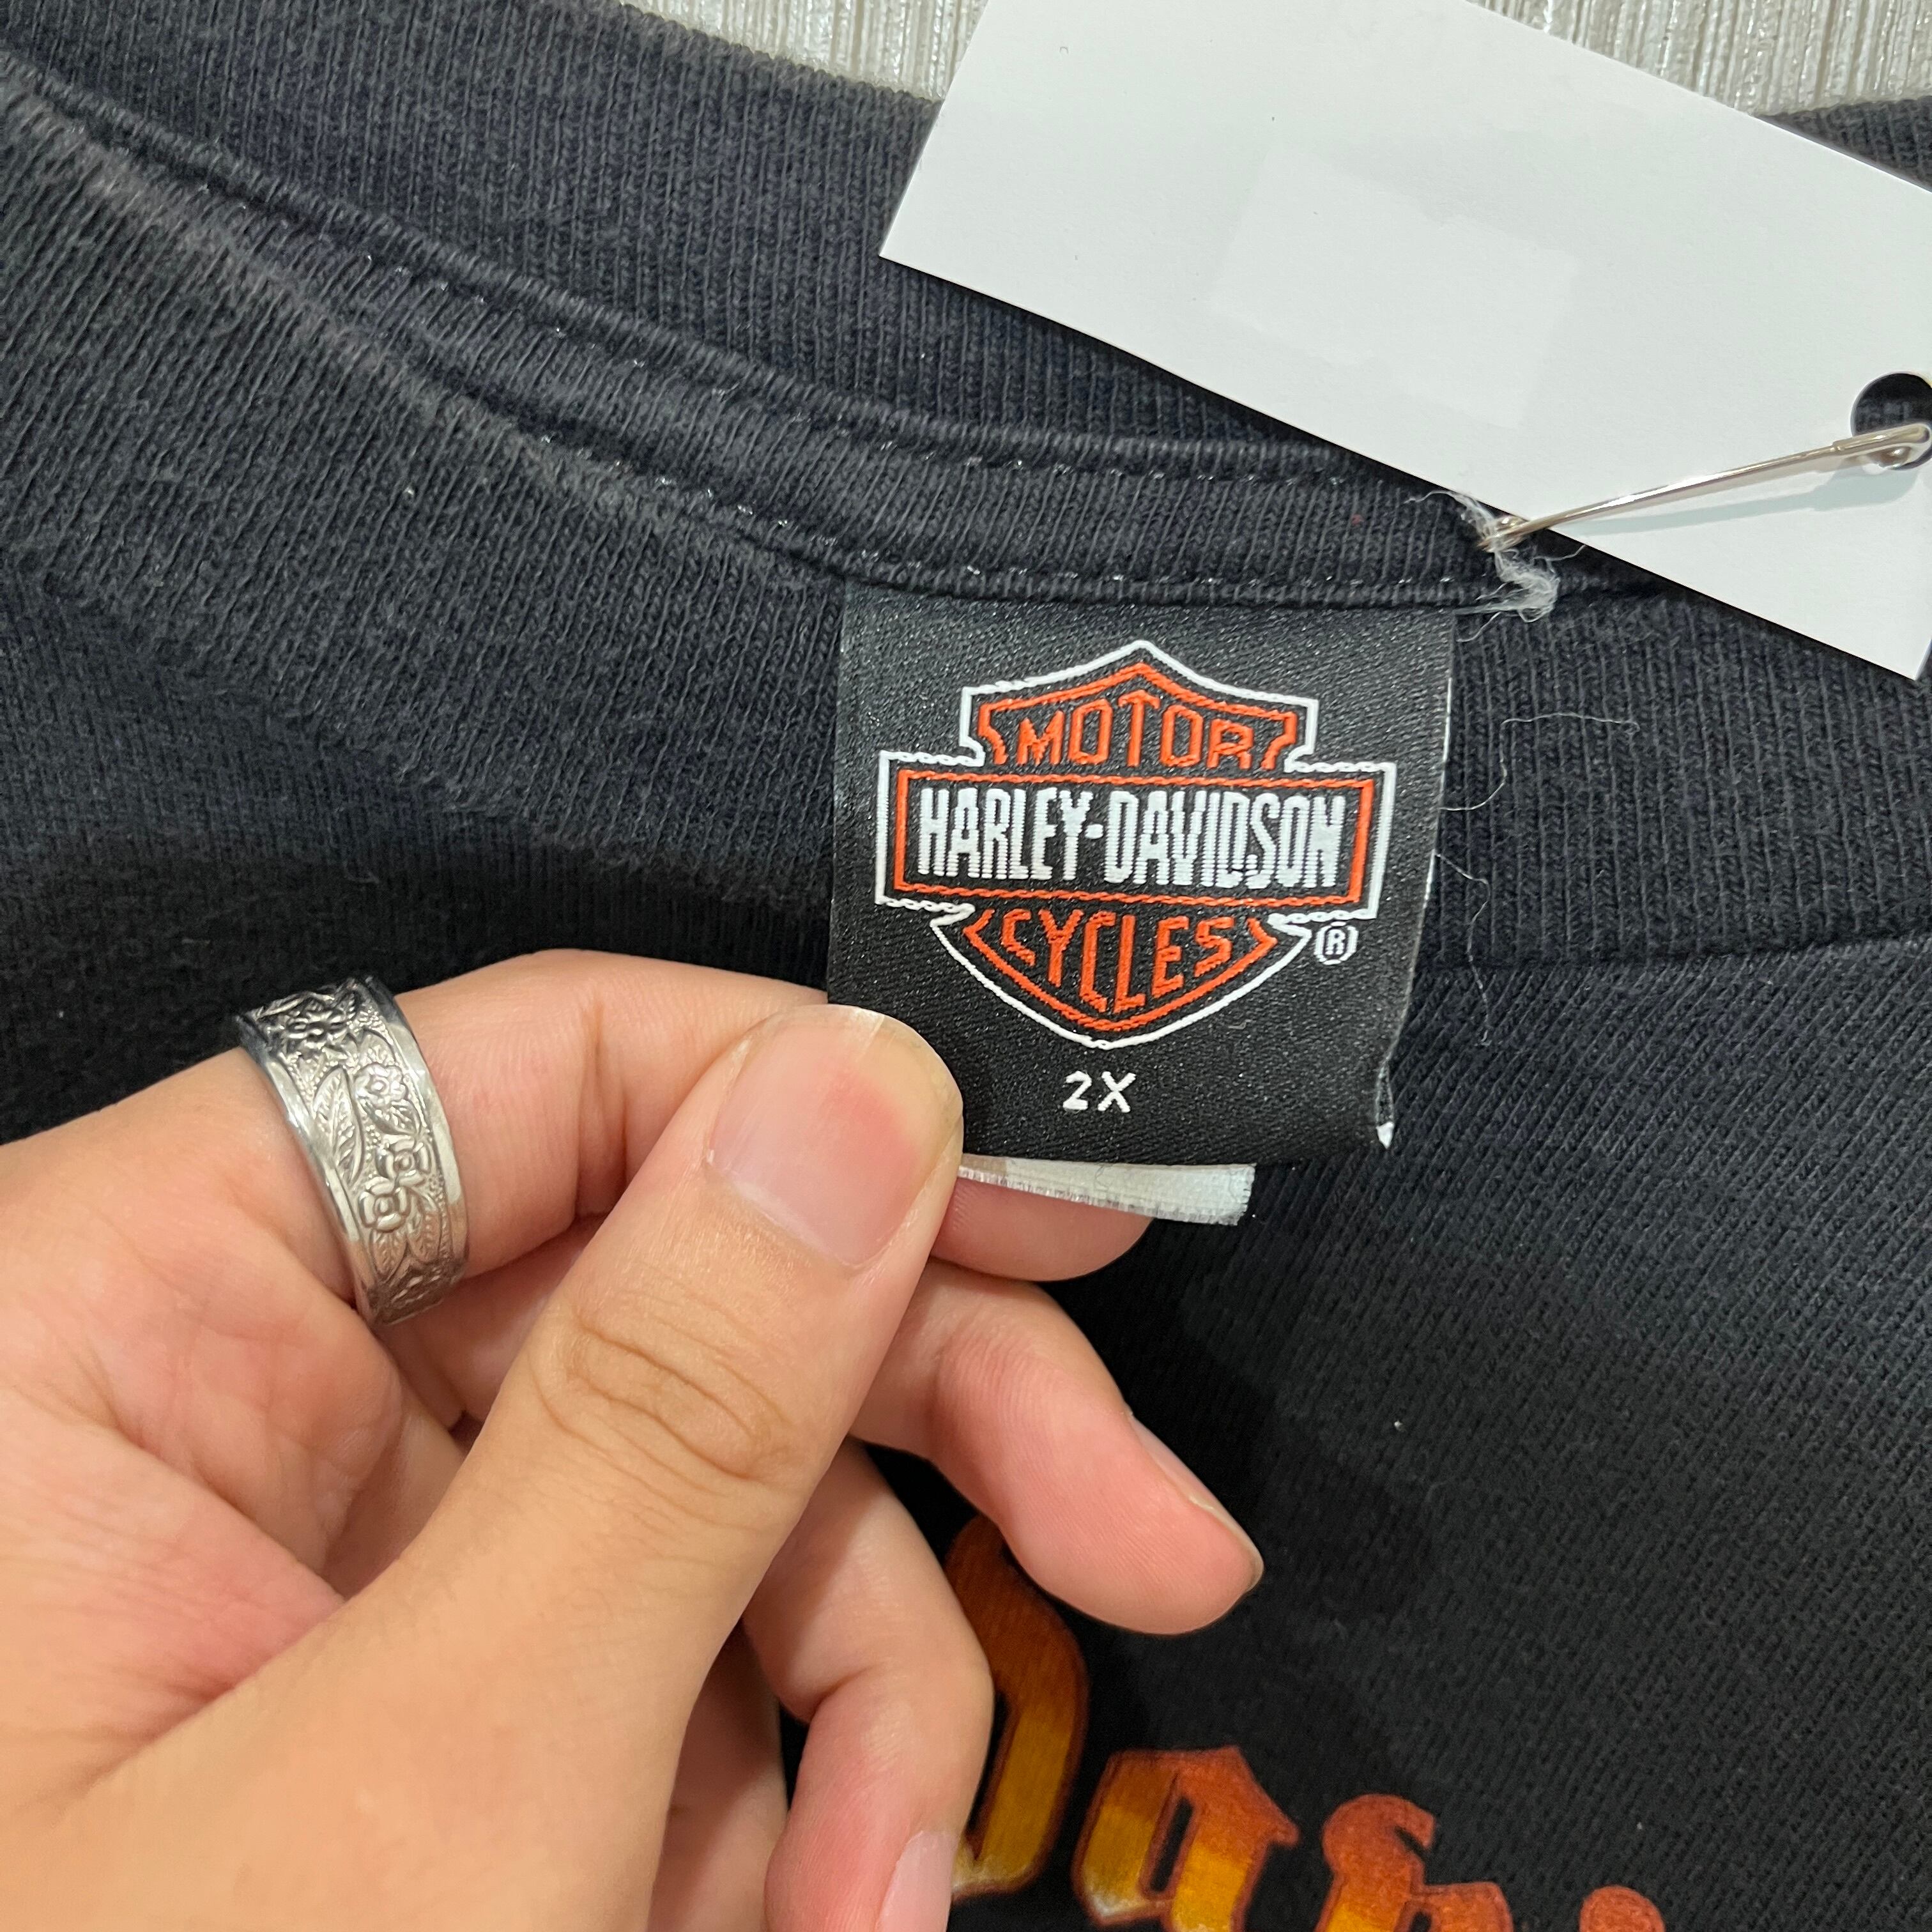 MOTOR
HARLEY-DAVIDSON
CYCLES
®
2X